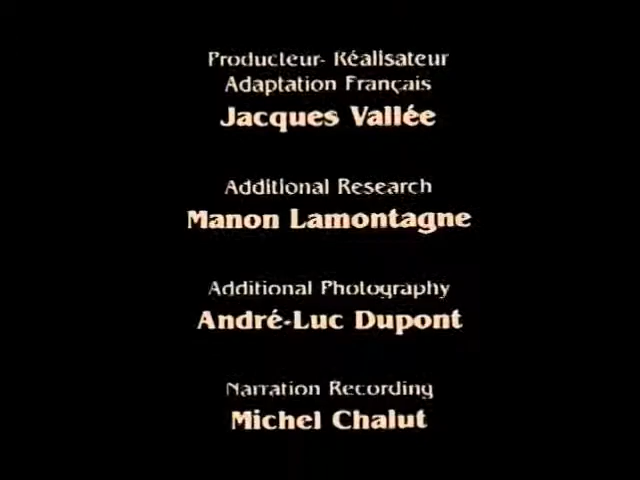 Producteur- Réalisateur
Adaptation Français
Jacques Vallée
Additional Research
Manon Lamontagne
Additional Photography
André-Luc Dupont
Narration Recording
Michel Chalut